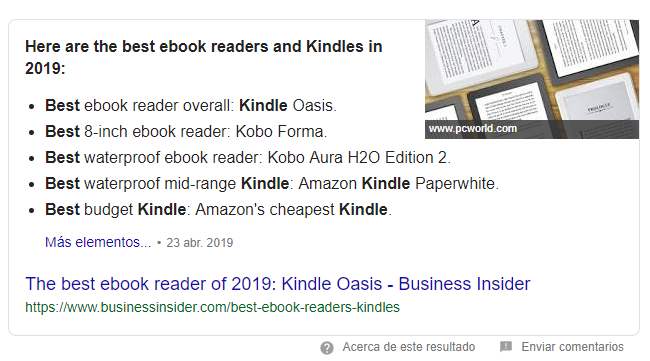 Here are the best ebook readers and Kindles in
2019:
• Best ebook reader overall: Kindle Oasis.
• Best 8-inch ebook reader: Kobo Forma.
• Best waterproof ebook reader: Kobo Aura H2O Edition 2.
• Best waterproof mid-range Kindle: Amazon Kindle Paperwhite.
• Best budget Kindle: Amazon's cheapest Kindle.
Más elementos... • 23 abr. 2019
www.pcworld.com
The best ebook reader of 2019: Kindle Oasis - Business Insider
https://www.businessinsider.com/best-ebook-readers-kindles
Acerca de este resultado Enviar comentarios